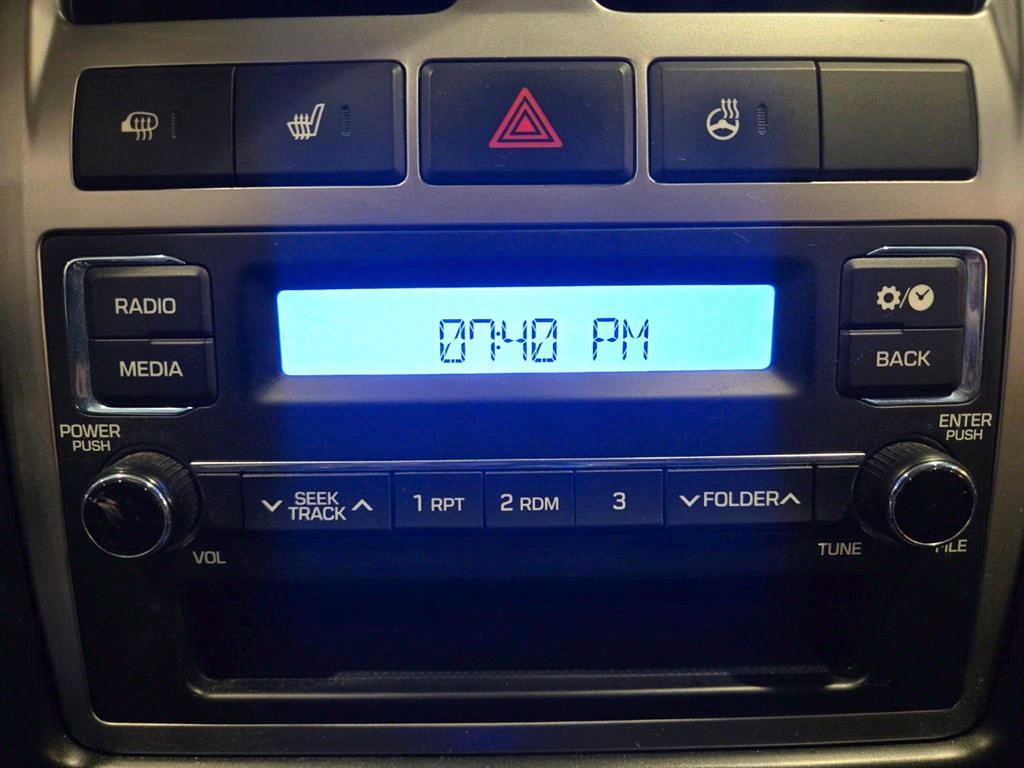 07:40 PM
RADIO
MEDIA
BACK
POWER
PUSH
ENTER
PUSH
SEEK
TRACK
1 RPT
2 RDM
3
FOLDER
VOL
TUNE
FILE